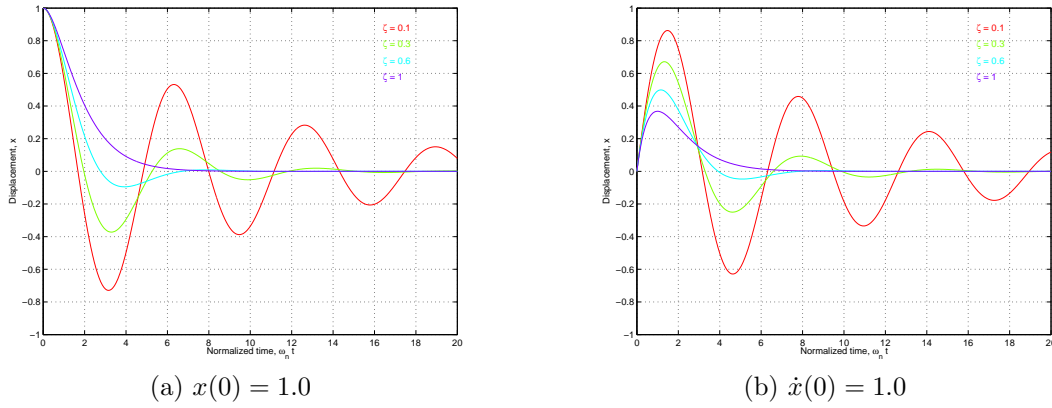 1
0.8
0.6
0.4
0.2
0
−0.2
−0.4
−0.6
−0.8
−1
0 2 4 6 8 10 12 14 16 18 20
Displacement, x
Normalized time, ωn t
ζ = 0.1
ζ = 0.3
ζ = 0.6
ζ = 1
(a) x(0) = 1.0
1
0.8
0.6
0.4
0.2
0
−0.2
−0.4
−0.6
−0.8
−1
0 2 4 6 8 10 12 14 16 18 20
Displacement, x
Normalized time, ωn t
ζ = 0.1
ζ = 0.3
ζ = 0.6
ζ = 1
(b) ẋ(0) = 1.0